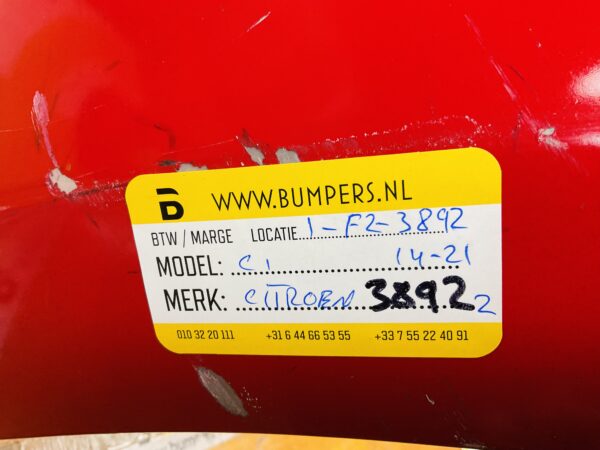 B WWW.BUMPERS.NL
BTW / MARGE LOCATIE 1-F2-3892
MODEL: C1 14-21
MERK: CITROEN 3892 2
010 32 20 111 +31 6 44 66 53 55 +33 7 55 22 40 91